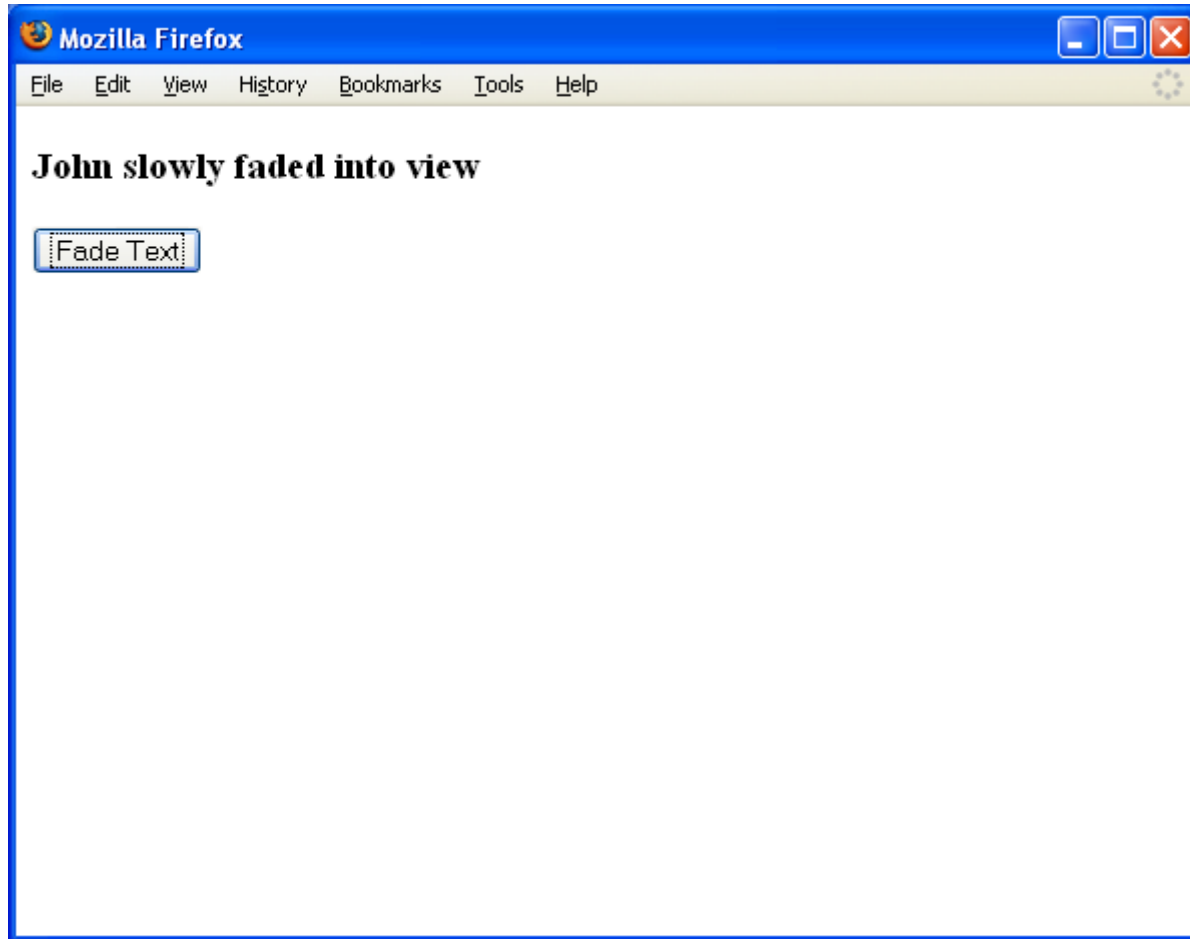 Mozilla Firefox
File Edit View History Bookmarks Tools Help
John slowly faded into view
Fade Text